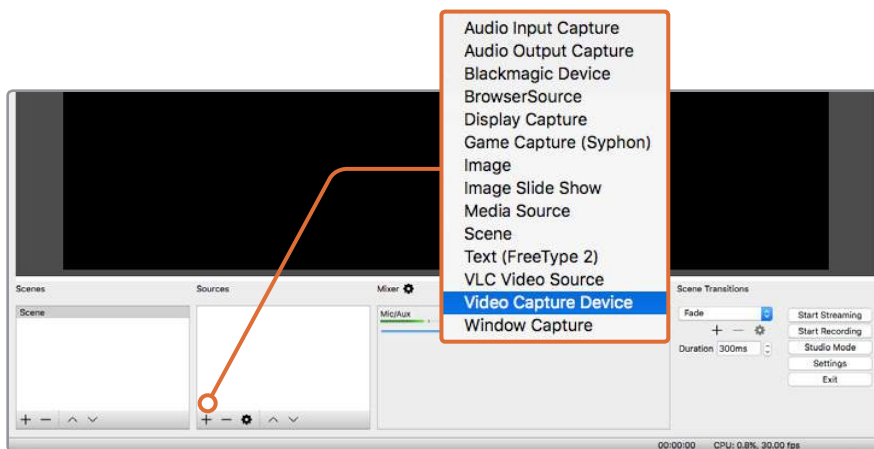 Audio Input Capture
Audio Output Capture
Blackmagic Device
BrowserSource
Display Capture
Game Capture (Syphon)
Image
Image Slide Show
Media Source
Scene
Text (FreeType 2)
VLC Video Source
Video Capture Device
Window Capture
Scenes
Scene
Sources
Mixer
Mic/Aux
Scene Transitions
Fade
Duration 300ms
Start Streaming
Start Recording
Studio Mode
Settings
Exit
00:00:00 CPU: 0.8%, 30.00 fps